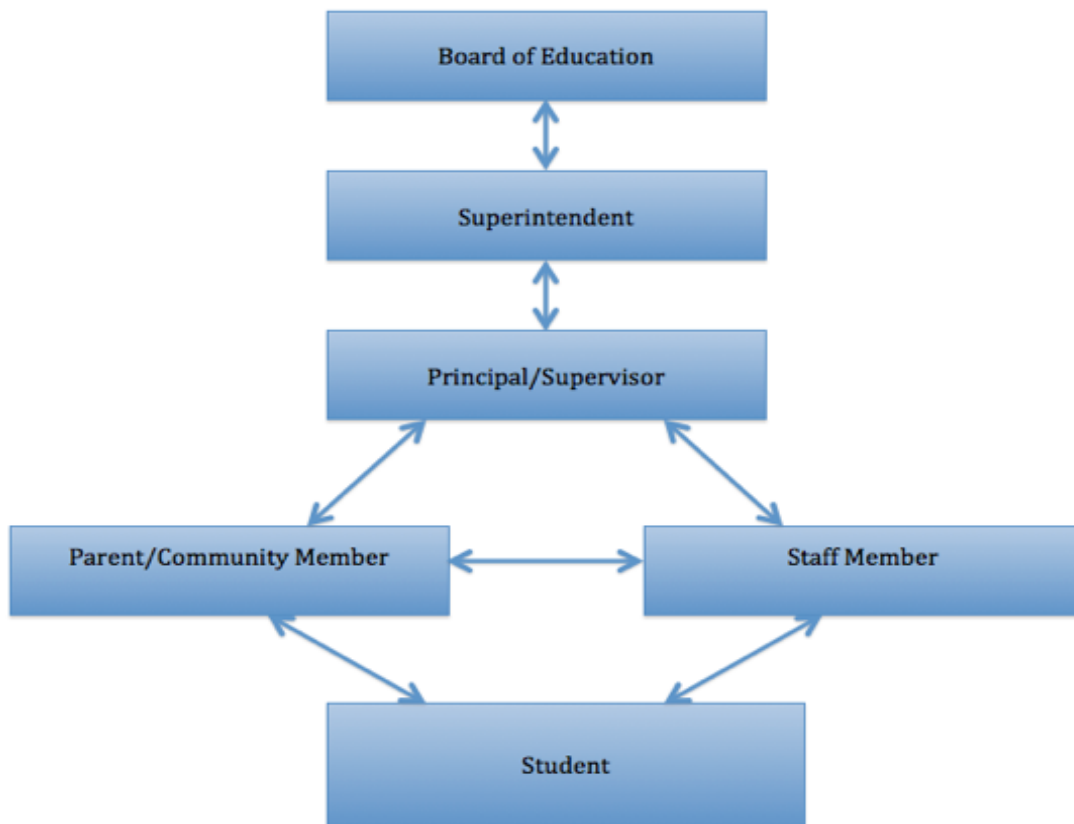 Board of Education
Superintendent
Principal/Supervisor
Parent/Community Member
Staff Member
Student